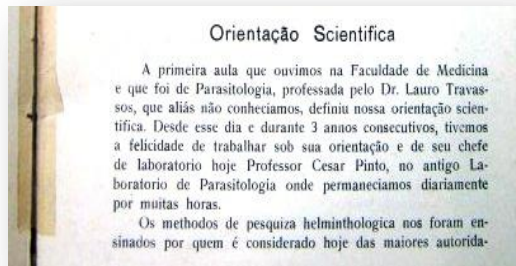 Orientação Scientifica
A primeira aula que ouvimos na Faculdade de Medicina
e que foi de Parasitologia, professada pelo Dr. Lauro Travas-
sos, que aliás não conheciamos, definiu nossa orientação scien-
tifica. Desde esse dia e durante 3 annos consecutivos, tivemos
a felicidade de trabalhar sob sua orientação e de seu chefe
de laboratorio hoje Professor Cesar Pinto, no antigo La-
boratorio de Parasitologia onde permaneciamos diariamente
por muitas horas.
Os methodos de pesquiza helminthologica nos foram en-
sinados por quem é considerado hoje das maiores autorida-